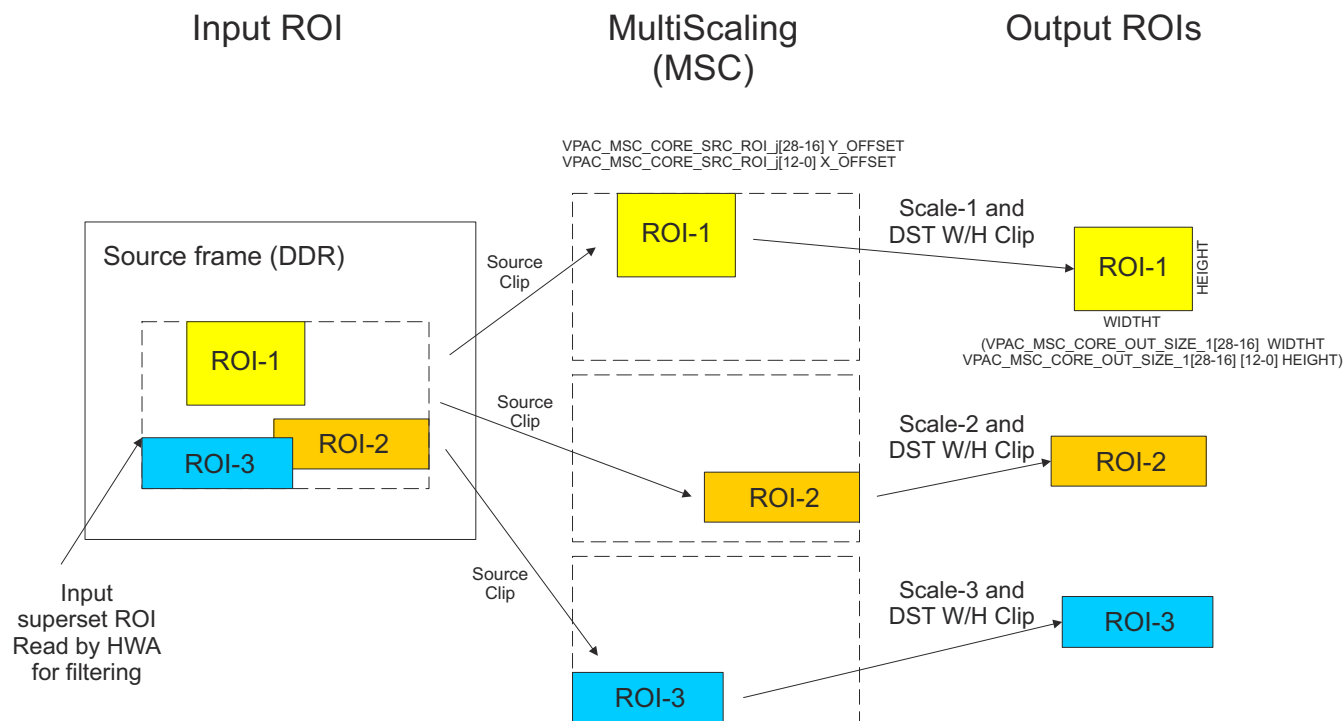 Input ROI
MultiScaling
(MSC)
Output ROIs
VPAC_MSC_CORE_SRC_ROI_j[28-16] Y_OFFSET
VPAC_MSC_CORE_SRC_ROI_j[12-0] X_OFFSET
Source frame (DDR)
ROI-1
ROI-2
ROI-3
Input
superset ROI
Read by HWA
for filtering
Source
Clip
Source
Clip
Source
Clip
ROI-1
ROI-2
ROI-3
Scale-1 and
DST W/H Clip
Scale-2 and
DST W/H Clip
Scale-3 and
DST W/H Clip
ROI-1
HEIGHT
WIDTHT
(VPAC_MSC_CORE_OUT_SIZE_1[28-16] WIDTHT
VPAC_MSC_CORE_OUT_SIZE_1[28-16] [12-0] HEIGHT)
ROI-2
ROI-3